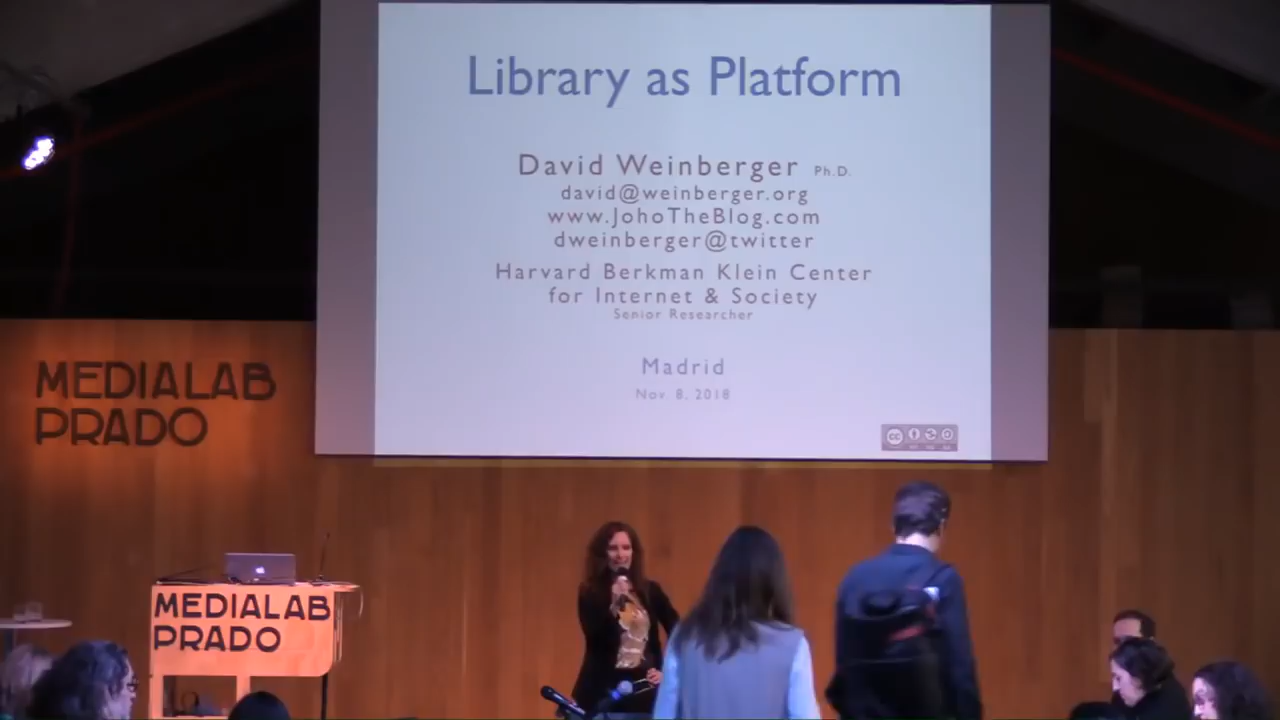 Library as Platform
David Weinberger Ph.D.
david@weinberger.org
www.JohoTheBlog.com
dweinberger@twitter
Harvard Berkman Klein Center
for Internet & Society
Senior Researcher
Madrid
Nov. 8, 2018
cc
MEDIALAB
PRADO
MEDIALAB
PRADO